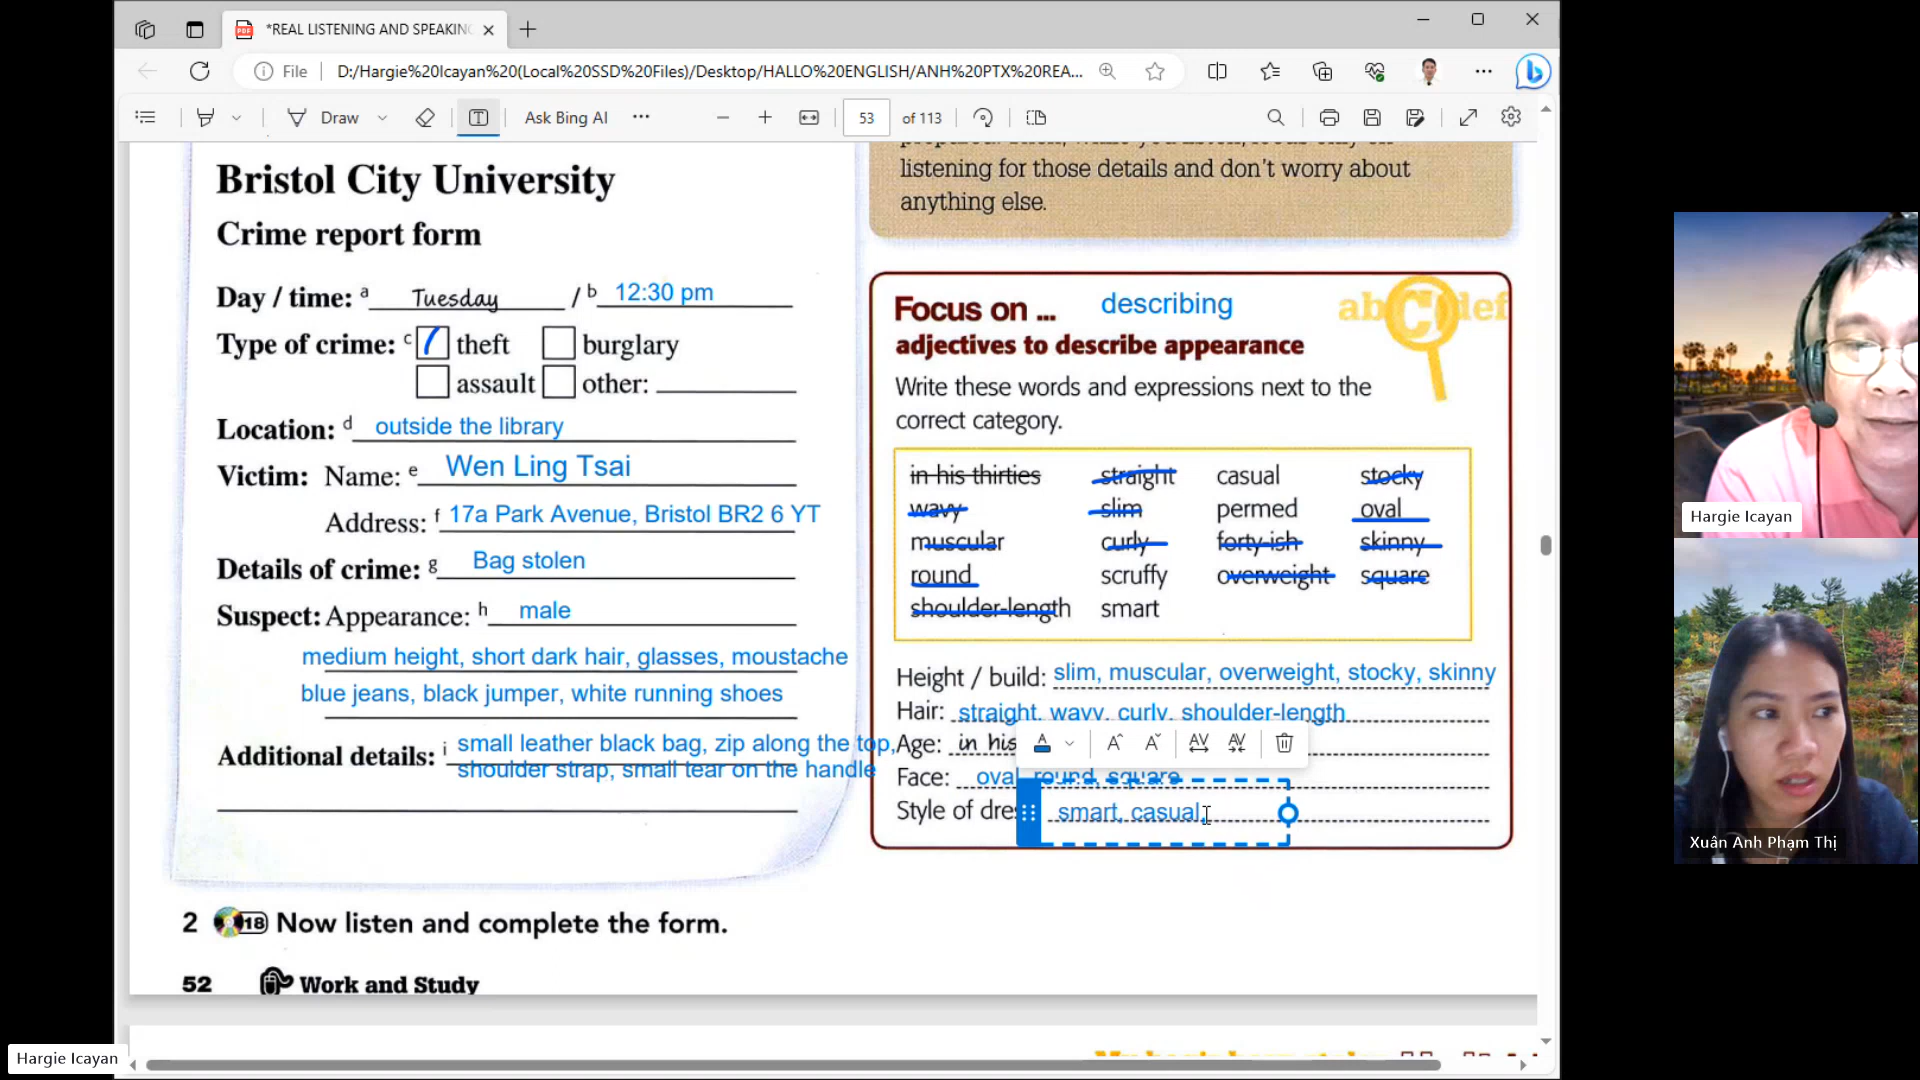 *REAL LISTENING AND SPEAKING
File
D:/Hargie%20Icayan%20(Local%20SSD%20Files)/Desktop/HALLO%20ENGLISH/ANH%20PTX%20REA...
Draw
Ask Bing AI
53 of 113
listening for those details and don't worry about
anything else.
Bristol City University
Crime report form
Day / time: a Tuesday / b 12:30 pm
Type of crime: c theft burglary
assault other:
Location: d outside the library
Victim: Name: e Wen Ling Tsai
Address: f 17a Park Avenue, Bristol BR2 6 YT
Details of crime: g Bag stolen
Suspect: Appearance: h male
medium height, short dark hair, glasses, moustache
blue jeans, black jumper, white running shoes
Additional details: i small leather black bag, zip along the top,
shoulder strap, small tear on the handle
Focus on ... describing
abCdef
adjectives to describe appearance
Write these words and expressions next to the
correct category.
in his thirties straight casual stocky
wavy slim permed oval
muscular curly forty-ish skinny
round scruffy overweight square
shoulder-length smart
Height / build: slim, muscular, overweight, stocky, skinny
Hair: straight, wavy, curly, shoulder-length
Age: in his
Face: oval, round, square
Style of dre smart, casual,
2 18 Now listen and complete the form.
52 Work and Study
Hargie Icayan
Xuân Anh Phạm Thị
Hargie Icayan